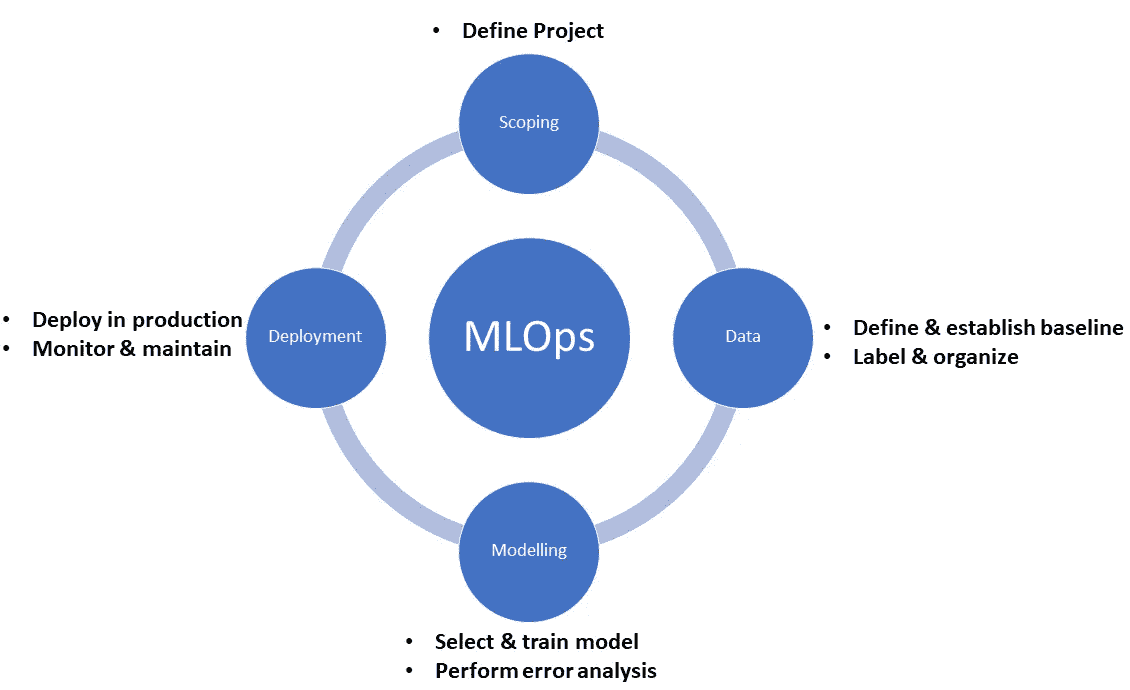 • Define Project
Scoping
• Deploy in production
• Monitor & maintain
Deployment
MLOps
Data
• Define & establish baseline
• Label & organize
Modelling
• Select & train model
• Perform error analysis